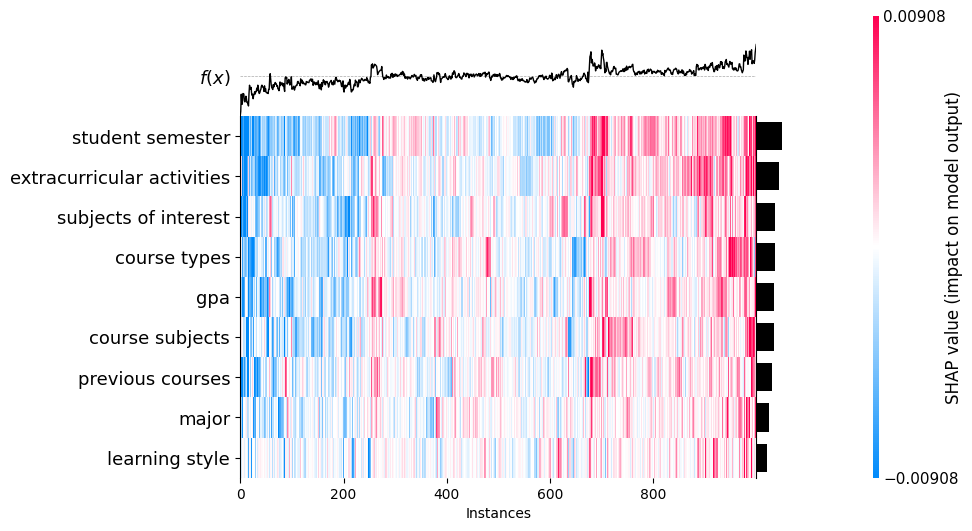 0.00908
f(x)
student semester
extracurricular activities
subjects of interest
course types
gpa
course subjects
previous courses
major
learning style
0 200 400 600 800
Instances
−0.00908
SHAP value (impact on model output)